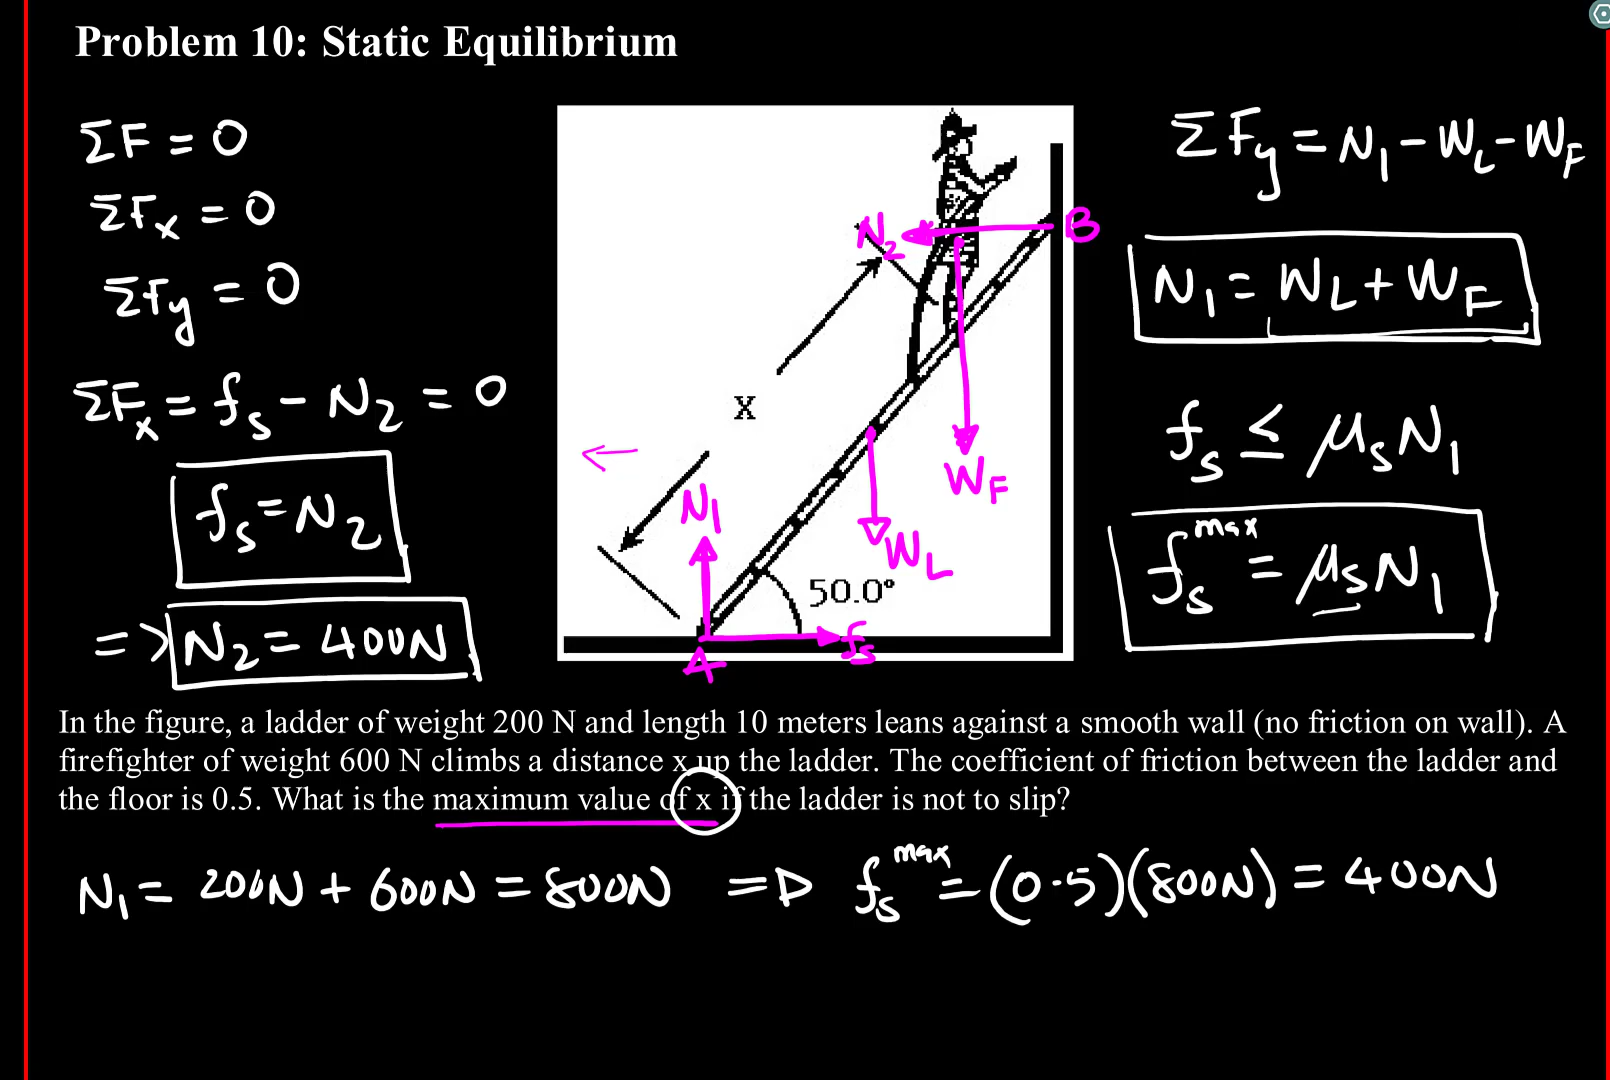 Problem 10: Static Equilibrium
ΣF = 0
ΣFx = 0
ΣFy = 0
ΣFx = fs - N2 = 0
fs = N2
=> N2 = 400N
N2
B
X
WF
N1
WL
50.0°
fs
A
ΣFy = N1 - WL - WF
N1 = WL + WF
fs ≤ μsN1
fs^max = μsN1
In the figure, a ladder of weight 200 N and length 10 meters leans against a smooth wall (no friction on wall). A
firefighter of weight 600 N climbs a distance x up the ladder. The coefficient of friction between the ladder and
the floor is 0.5. What is the maximum value of x if the ladder is not to slip?
N1 = 200N + 600N = 800N => fs^max = (0.5)(800N) = 400N